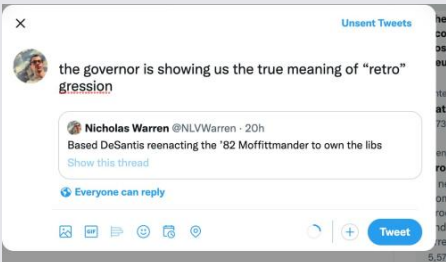 Unsent Tweets
the governor is showing us the true meaning of “retro”
gression
Nicholas Warren @NLVWarren · 20h
Based DeSantis reenacting the '82 Moffittmander to own the libs
Show this thread
Everyone can reply
GIF
Tweet